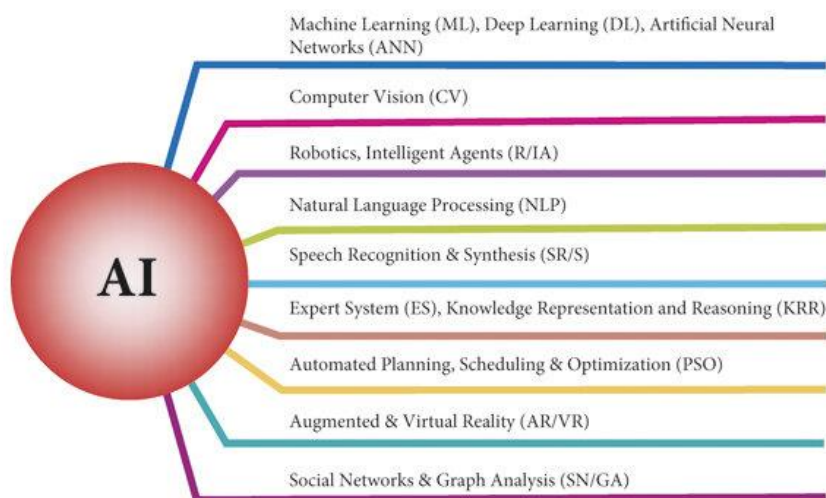 Machine Learning (ML), Deep Learning (DL), Artificial Neural
Networks (ANN)
Computer Vision (CV)
Robotics, Intelligent Agents (R/IA)
Natural Language Processing (NLP)
AI
Speech Recognition & Synthesis (SR/S)
Expert System (ES), Knowledge Representation and Reasoning (KRR)
Automated Planning, Scheduling & Optimization (PSO)
Augmented & Virtual Reality (AR/VR)
Social Networks & Graph Analysis (SN/GA)